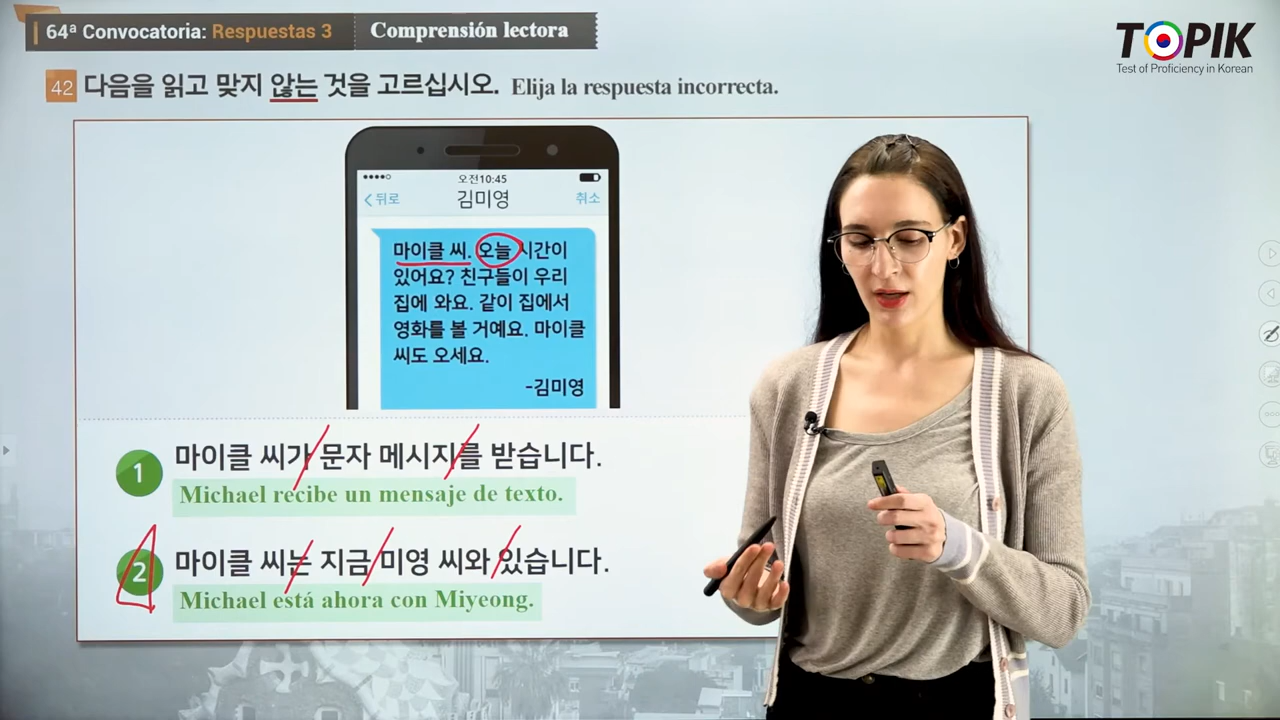 64ª Convocatoria: Respuestas 3 Comprensión lectora
TOPIK
Test of Proficiency in Korean
42 다음을 읽고 맞지 않는 것을 고르십시오. Elija la respuesta incorrecta.
오전10:45
뒤로 김미영 취소
마이클 씨. 오늘 시간이
있어요? 친구들이 우리
집에 와요. 같이 집에서
영화를 볼 거예요. 마이클
씨도 오세요.
-김미영
1 마이클 씨가 문자 메시지를 받습니다.
Michael recibe un mensaje de texto.
2 마이클 씨는 지금 미영 씨와 있습니다.
Michael está ahora con Miyeong.